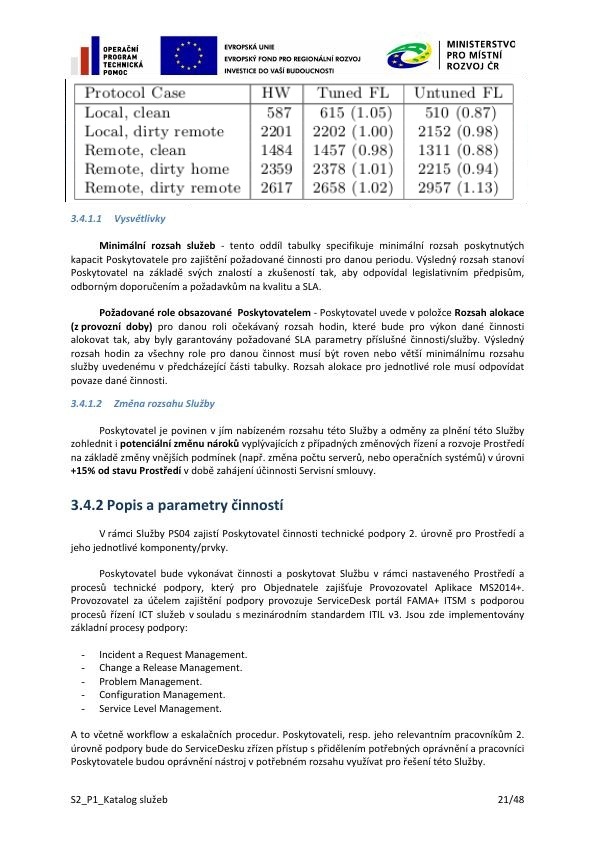 OPERAČNÍ
PROGRAM
TECHNICKÁ
POMOC
EVROPSKÁ UNIE
EVROPSKÝ FOND PRO REGIONÁLNÍ ROZVOJ
INVESTICE DO VAŠÍ BUDOUCNOSTI
MINISTERSTVO
PRO MÍSTNÍ
ROZVOJ ČR
Protocol Case HW Tuned FL Untuned FL
Local, clean 587 615 (1.05) 510 (0.87)
Local, dirty remote 2201 2202 (1.00) 2152 (0.98)
Remote, clean 1484 1457 (0.98) 1311 (0.88)
Remote, dirty home 2359 2378 (1.01) 2215 (0.94)
Remote, dirty remote 2617 2658 (1.02) 2957 (1.13)
3.4.1.1 Vysvětlivky
Minimální rozsah služeb - tento oddíl tabulky specifikuje minimální rozsah poskytnutých
kapacit Poskytovatele pro zajištění požadované činnosti pro danou periodu. Výsledný rozsah stanoví
Poskytovatel na základě svých znalostí a zkušeností tak, aby odpovídal legislativním předpisům,
odborným doporučením a požadavkům na kvalitu a SLA.
Požadované role obsazované Poskytovatelem - Poskytovatel uvede v položce Rozsah alokace
(z provozní doby) pro danou roli očekávaný rozsah hodin, které bude pro výkon dané činnosti
alokovat tak, aby byly garantovány požadované SLA parametry příslušné činnosti/služby. Výsledný
rozsah hodin za všechny role pro danou činnost musí být roven nebo větší minimálnímu rozsahu
služby uvedenému v předcházející části tabulky. Rozsah alokace pro jednotlivé role musí odpovídat
povaze dané činnosti.
3.4.1.2 Změna rozsahu Služby
Poskytovatel je povinen v jím nabízeném rozsahu této Služby a odměny za plnění této Služby
zohlednit i potenciální změnu nároků vyplývajících z případných změnových řízení a rozvoje Prostředí
na základě změny vnějších podmínek (např. změna počtu serverů, nebo operačních systémů) v úrovni
+15% od stavu Prostředí v době zahájení účinnosti Servisní smlouvy.
3.4.2 Popis a parametry činností
V rámci Služby PS04 zajistí Poskytovatel činnosti technické podpory 2. úrovně pro Prostředí a
jeho jednotlivé komponenty/prvky.
Poskytovatel bude vykonávat činnosti a poskytovat Službu v rámci nastaveného Prostředí a
procesů technické podpory, který pro Objednatele zajišťuje Provozovatel Aplikace MS2014+.
Provozovatel za účelem zajištění podpory provozuje ServiceDesk portál FAMA+ ITSM s podporou
procesů řízení ICT služeb v souladu s mezinárodním standardem ITIL v3. Jsou zde implementovány
základní procesy podpory:
- Incident a Request Management.
- Change a Release Management.
- Problem Management.
- Configuration Management.
- Service Level Management.
A to včetně workflow a eskalačních procedur. Poskytovateli, resp. jeho relevantním pracovníkům 2.
úrovně podpory bude do ServiceDesku zřízen přístup s přidělením potřebných oprávnění a pracovníci
Poskytovatele budou oprávnění nástroj v potřebném rozsahu využívat pro řešení této Služby.
S2_P1_Katalog služeb 21/48